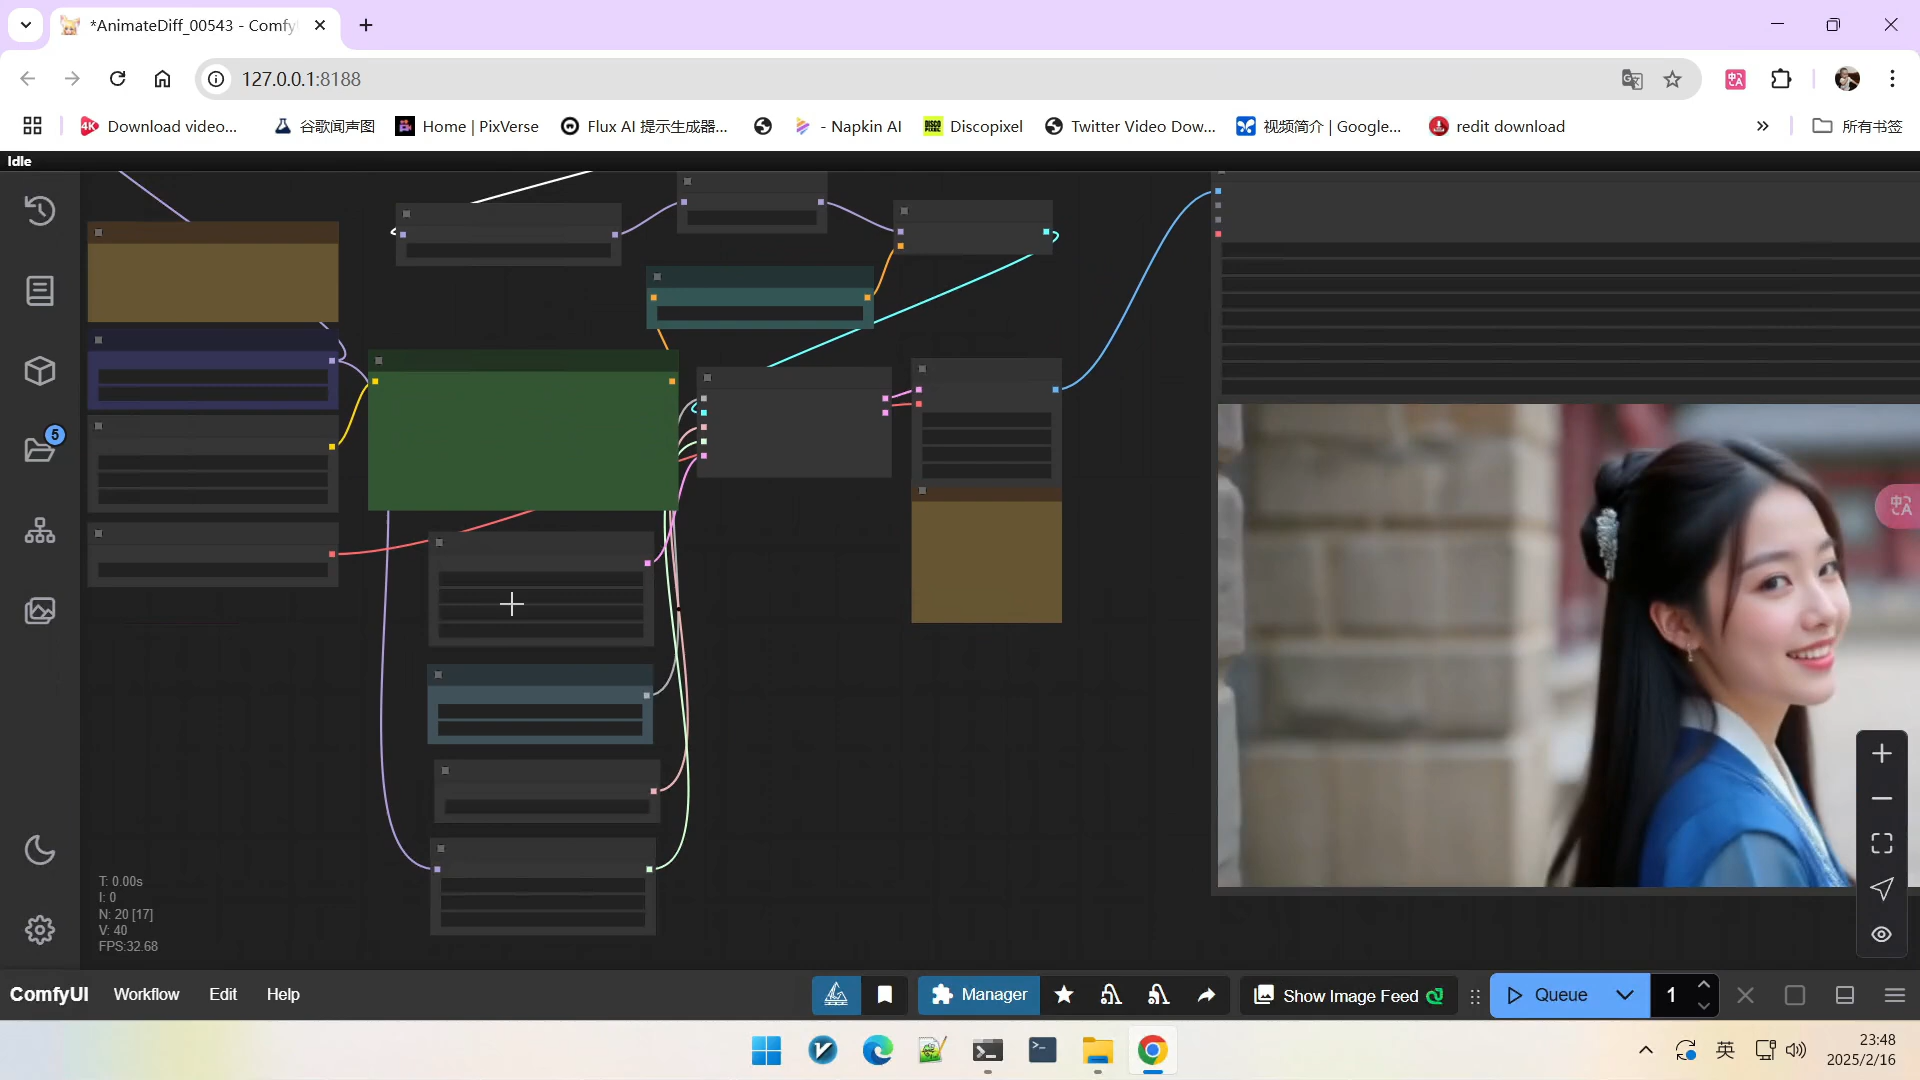 *AnimateDiff_00543 - ComfyU
127.0.0.1:8188
Download video...
谷歌闻声图
Home | PixVerse
Flux AI 提示生成器...
- Napkin AI
Discopixel
Twitter Video Dow...
视频简介 | Google...
redit download
所有书签
Idle
5
T: 0.00s
I: 0
N: 20 [17]
V: 40
FPS:32.68
ComfyUI
Workflow
Edit
Help
Manager
Show Image Feed
Queue
1
英
23:48
2025/2/16